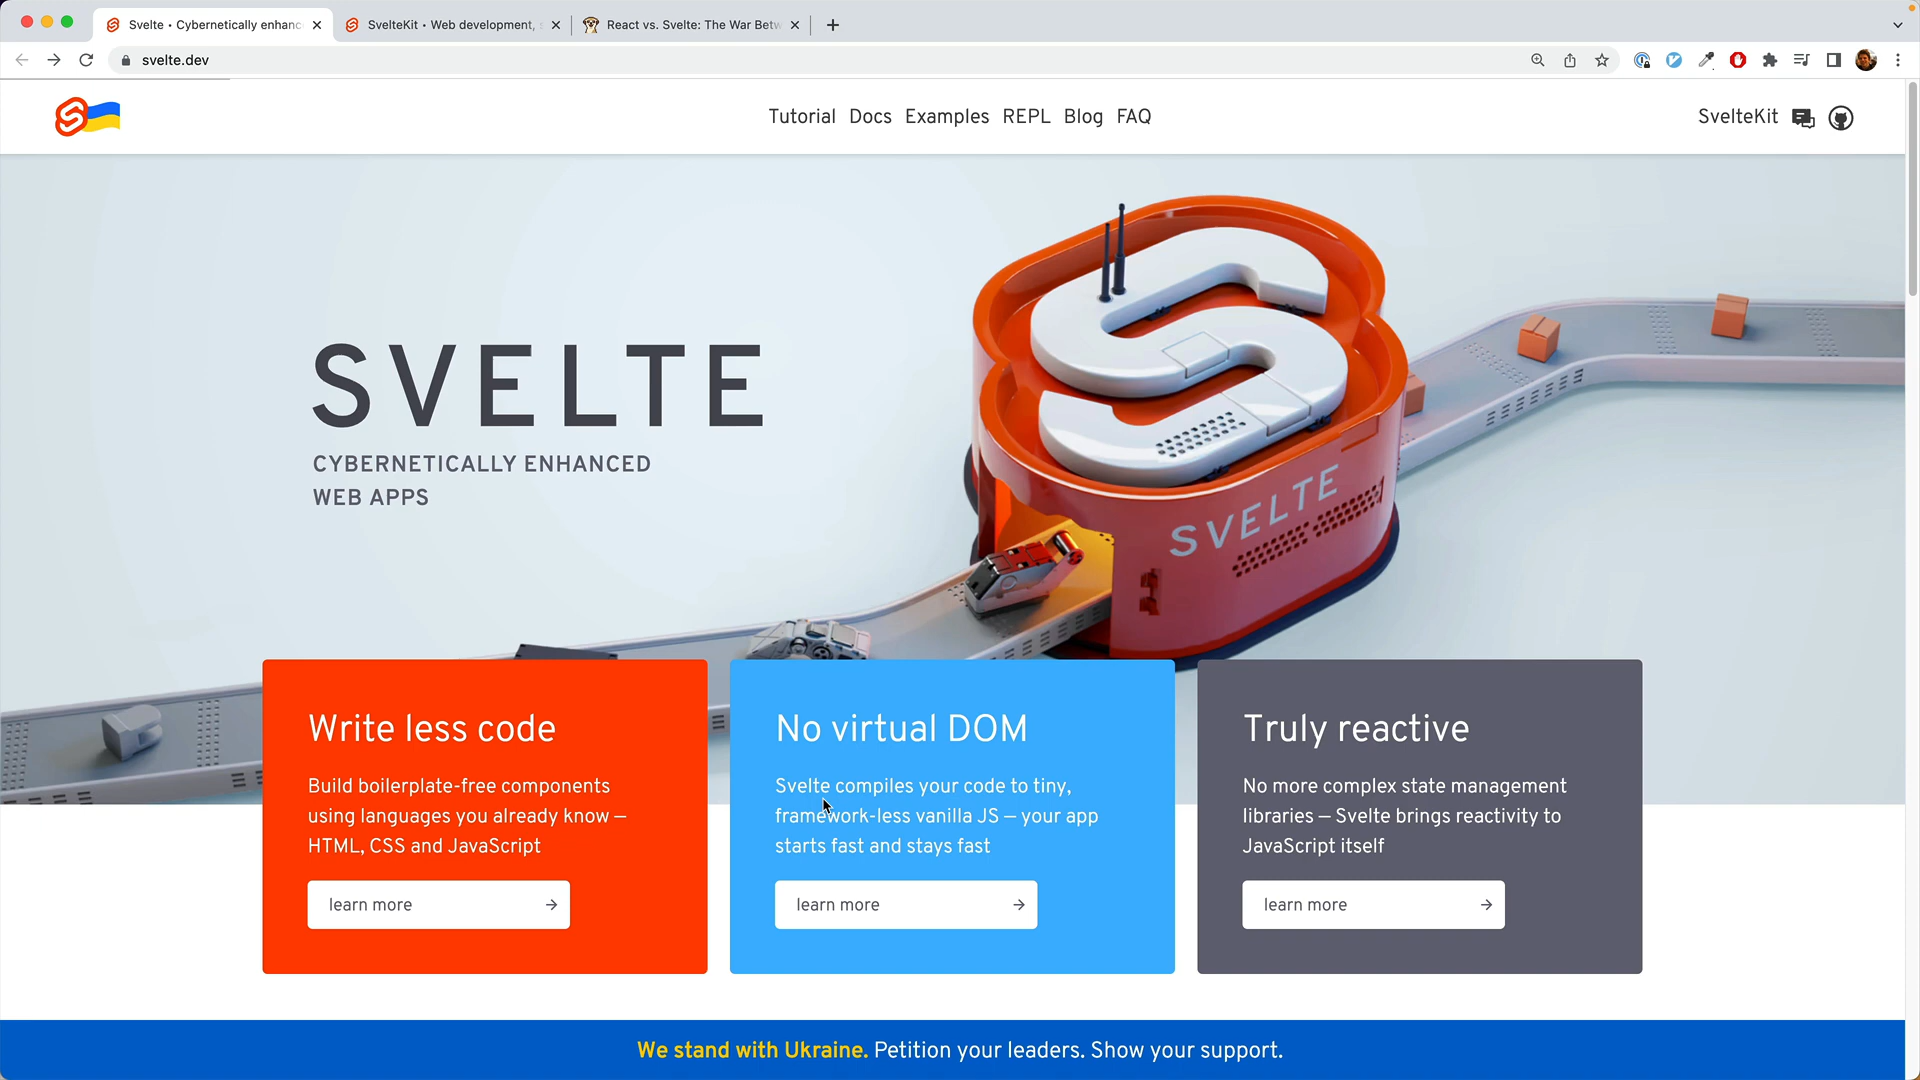 Svelte • Cybernetically enhanc
SvelteKit • Web development, s
React vs. Svelte: The War Betw
svelte.dev
Tutorial Docs Examples REPL Blog FAQ
SvelteKit
SVELTE
CYBERNETICALLY ENHANCED
WEB APPS
SVELTE
Write less code
Build boilerplate-free components
using languages you already know —
HTML, CSS and JavaScript
learn more
No virtual DOM
Svelte compiles your code to tiny,
framework-less vanilla JS — your app
starts fast and stays fast
learn more
Truly reactive
No more complex state management
libraries — Svelte brings reactivity to
JavaScript itself
learn more
We stand with Ukraine. Petition your leaders. Show your support.